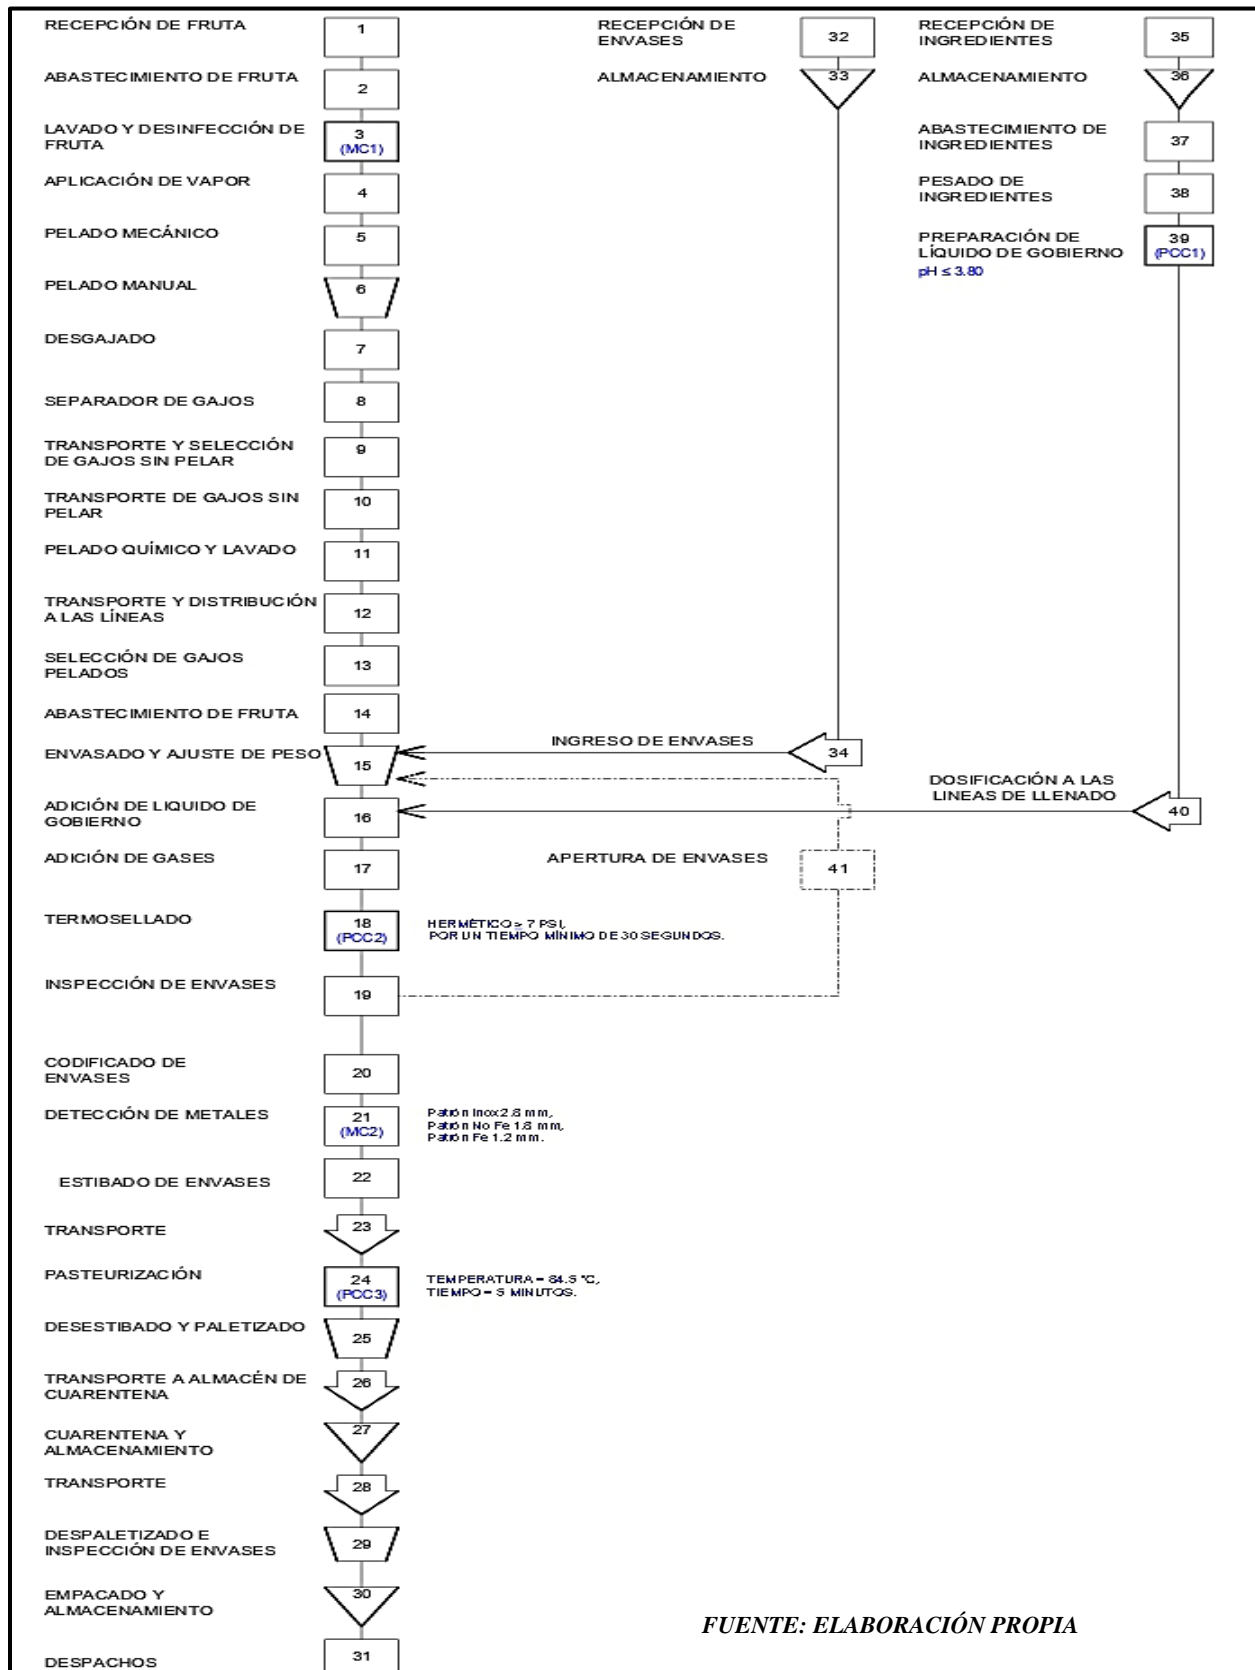 RECEPCIÓN DE FRUTA
1
ABASTECIMIENTO DE FRUTA
2
LAVADO Y DESINFECCIÓN DE
FRUTA
3
(MC1)
APLICACIÓN DE VAPOR
4
PELADO MECÁNICO
5
PELADO MANUAL
6
DESGAJADO
7
SEPARADOR DE GAJOS
8
TRANSPORTE Y SELECCIÓN
DE GAJOS SIN PELAR
9
TRANSPORTE DE GAJOS SIN
PELAR
10
PELADO QUÍMICO Y LAVADO
11
TRANSPORTE Y DISTRIBUCIÓN
A LAS LÍNEAS
12
SELECCIÓN DE GAJOS
PELADOS
13
ABASTECIMIENTO DE FRUTA
14
ENVASADO Y AJUSTE DE PESO
15
ADICIÓN DE LIQUIDO DE
GOBIERNO
16
ADICIÓN DE GASES
17
TERMOSELLADO
18
(PCC2)
HERMÉTICO ≥ 7 PSI,
POR UN TIEMPO MÍNIMO DE 30 SEGUNDOS.
INSPECCIÓN DE ENVASES
19
CODIFICADO DE
ENVASES
20
DETECCIÓN DE METALES
21
(MC2)
Patrón Inox 2.8 mm,
Patrón No Fe 1.8 mm,
Patrón Fe 1.2 mm.
ESTIBADO DE ENVASES
22
TRANSPORTE
23
PASTEURIZACIÓN
24
(PCC3)
TEMPERATURA = °C,
TIEMPO = 5 MINUTOS.
DESESTIBADO Y PALETIZADO
25
TRANSPORTE A ALMACÉN DE
CUARENTENA
26
CUARENTENA Y
ALMACENAMIENTO
27
TRANSPORTE
28
DESPALETIZADO E
INSPECCIÓN DE ENVASES
29
EMPACADO Y
ALMACENAMIENTO
30
DESPACHOS
31
RECEPCIÓN DE
ENVASES
32
ALMACENAMIENTO
33
INGRESO DE ENVASES
34
APERTURA DE ENVASES
41
RECEPCIÓN DE
INGREDIENTES
35
ALMACENAMIENTO
36
ABASTECIMIENTO DE
INGREDIENTES
37
PESADO DE
INGREDIENTES
38
PREPARACIÓN DE
LÍQUIDO DE GOBIERNO
pH ≤ 3.80
39
(PCC1)
DOSIFICACIÓN A LAS
LINEAS DE LLENADO
40
FUENTE: ELABORACIÓN PROPIA